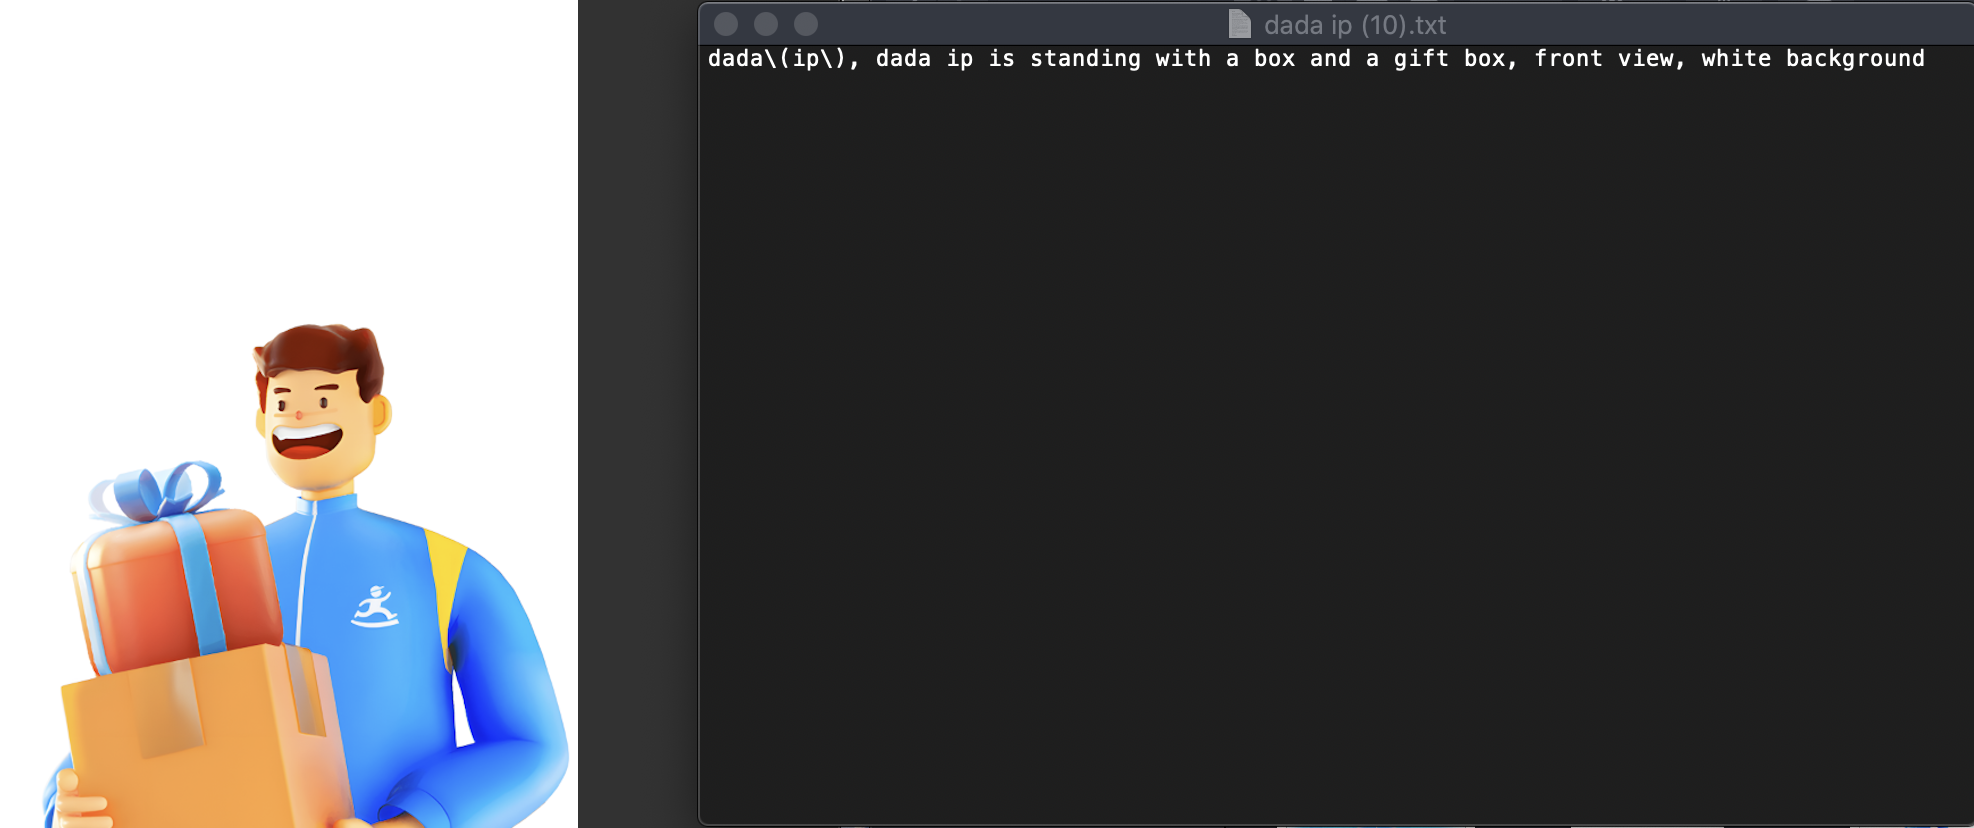 dada ip (10).txt
dada\(ip\), dada ip is standing with a box and a gift box, front view, white background